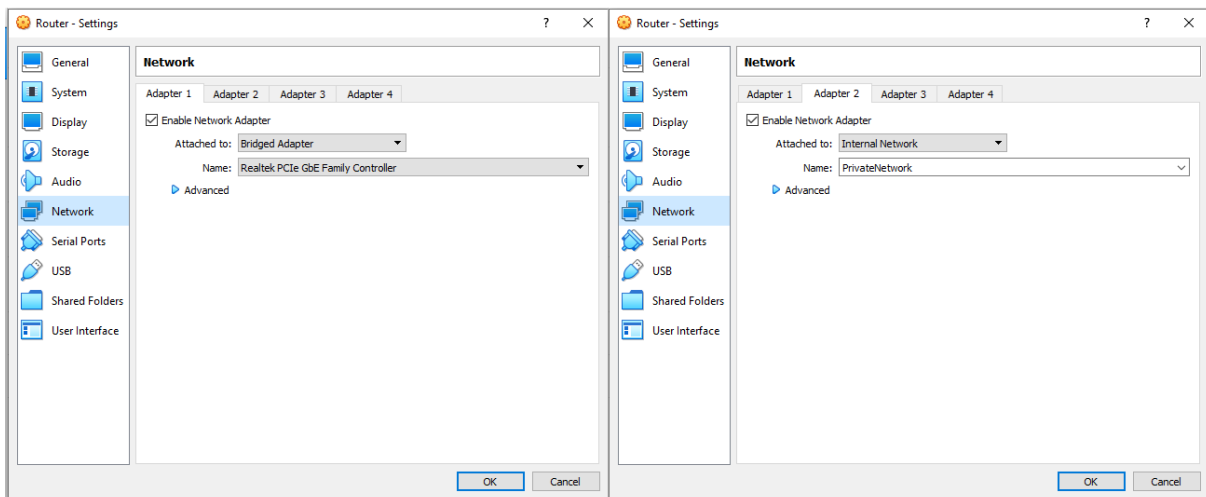 Router - Settings
? ×
General
System
Display
Storage
Audio
Network
Serial Ports
USB
Shared Folders
User Interface
Network
Adapter 1 Adapter 2 Adapter 3 Adapter 4
Enable Network Adapter
Attached to: Bridged Adapter
Name: Realtek PCIe GbE Family Controller
Advanced
OK Cancel
Router - Settings
? ×
General
System
Display
Storage
Audio
Network
Serial Ports
USB
Shared Folders
User Interface
Network
Adapter 1 Adapter 2 Adapter 3 Adapter 4
Enable Network Adapter
Attached to: Internal Network
Name: PrivateNetwork
Advanced
OK Cancel